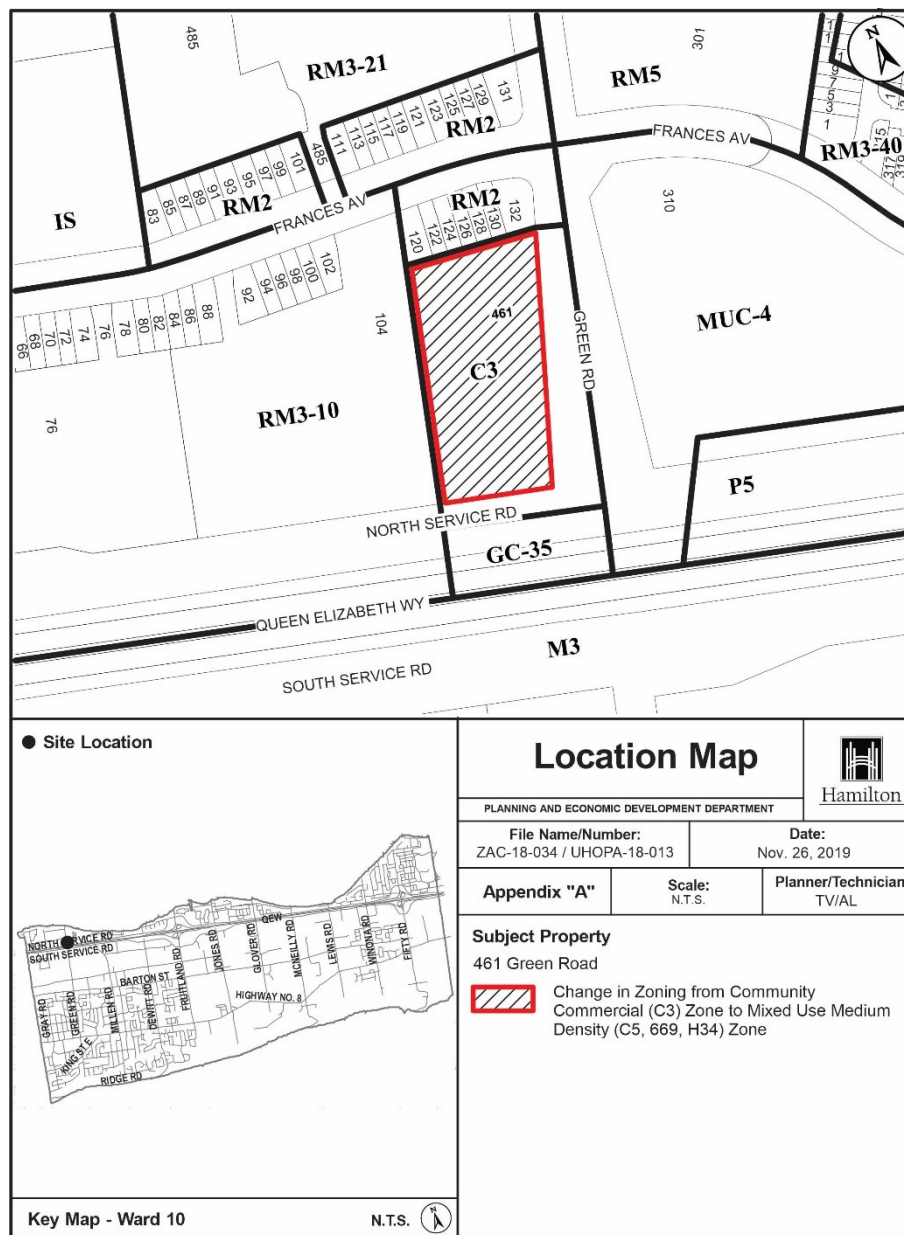 485
301
RM3-21
RM5
N
131
129
127
125
123
121
119
117
115
113
111
RM2
FRANCES AV
RM3-40
1
3
5
7
9
315
317
319
485
101
99
97
95
93
91
89
87
85
83
RM2
IS
FRANCES AV
RM2
120
122
124
126
128
130
132
310
461
C3
GREEN RD
MUC-4
102
100
98
96
94
92
88
86
84
82
80
78
76
74
72
70
68
66
104
RM3-10
76
P5
NORTH SERVICE RD
GC-35
QUEEN ELIZABETH WY
M3
SOUTH SERVICE RD
Site Location
NORTH SERVICE RD
SOUTH SERVICE RD
QEW
GRAY RD
GREEN RD
MILLEN RD
DEWITT RD
FRUITLAND RD
JONES RD
GLOVER RD
MCNEILLY RD
LEWIS RD
WINONA RD
FIFTY RD
BARTON ST
HIGHWAY NO. 8
KING ST E
RIDGE RD
Key Map - Ward 10
N.T.S.
N
Location Map
Hamilton
PLANNING AND ECONOMIC DEVELOPMENT DEPARTMENT
File Name/Number:
ZAC-18-034 / UHOPA-18-013
Date:
Nov. 26, 2019
Appendix "A"
Scale:
N.T.S.
Planner/Technician
TV/AL
Subject Property
461 Green Road
Change in Zoning from Community
Commercial (C3) Zone to Mixed Use Medium
Density (C5, 669, H34) Zone